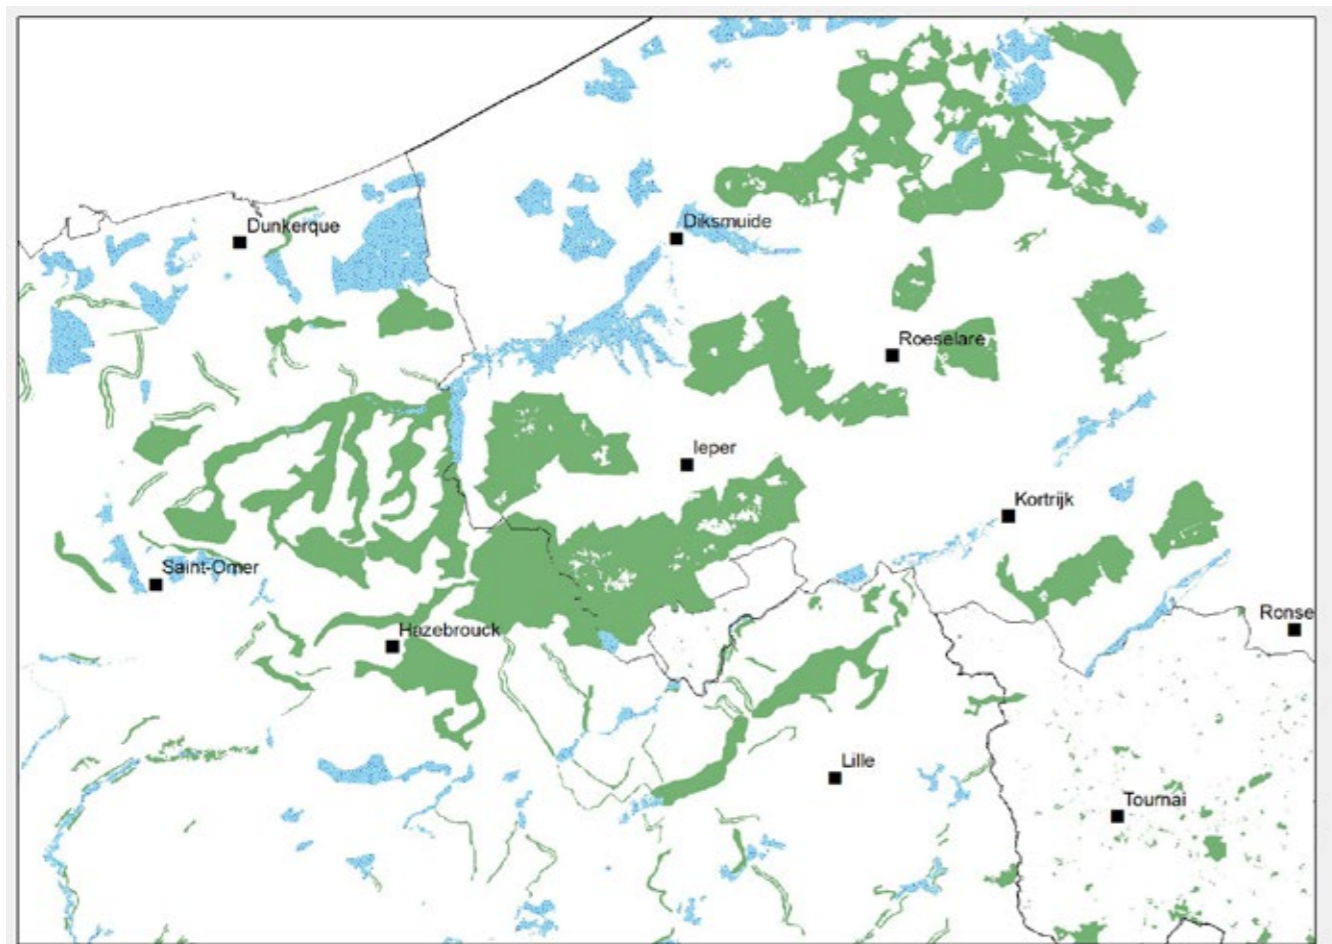 Dunkerque
Diksmuide
Roeselare
Ieper
Kortrijk
Saint-Omer
Ronse
Hazebrouck
Lille
Tournai